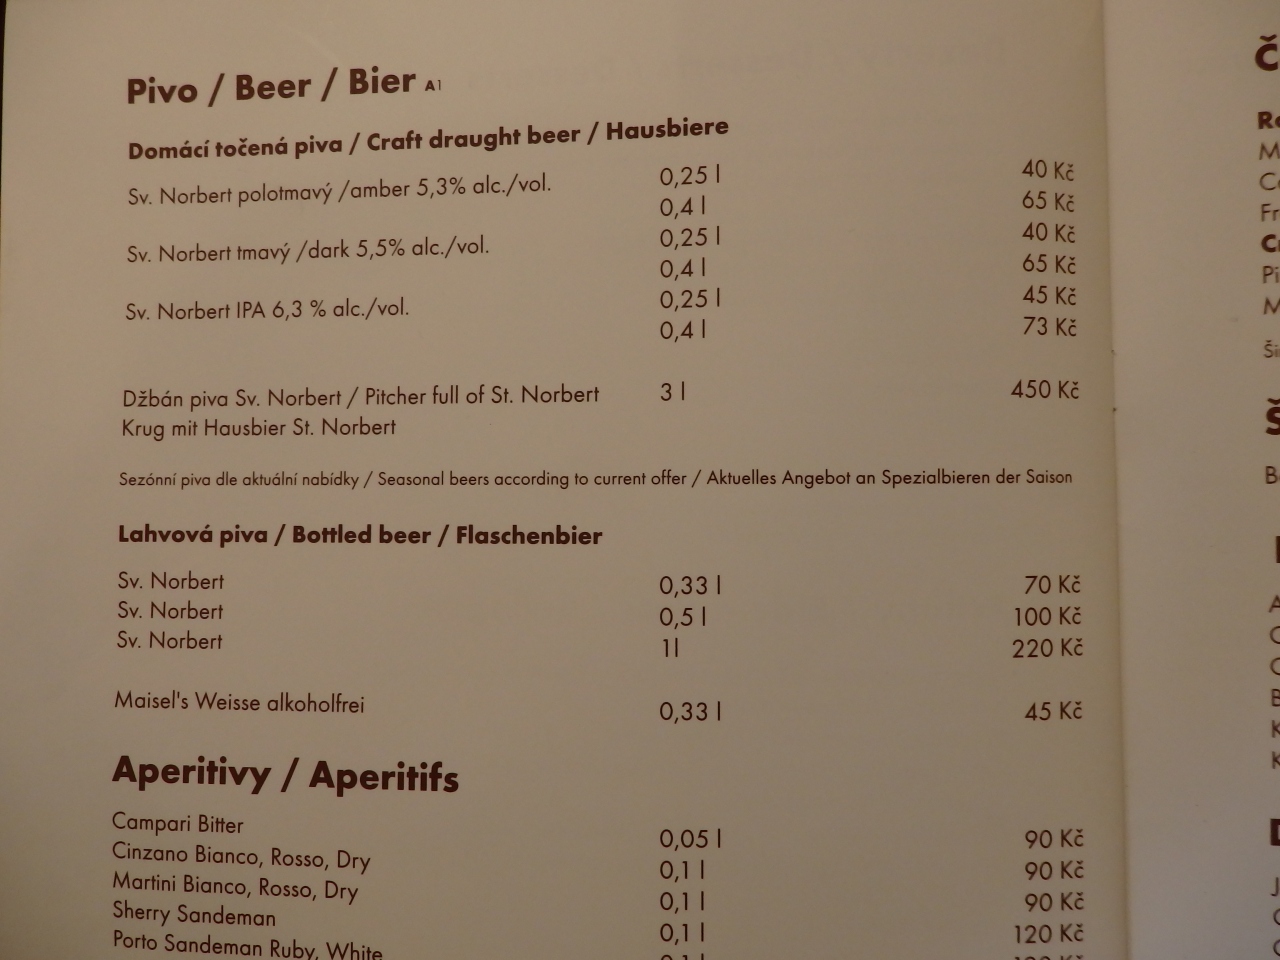 Pivo / Beer / Bier A1
Domácí točená piva / Craft draught beer / Hausbiere
Sv. Norbert polotmavý /amber 5,3% alc./vol. 0,25 l 40 Kč
0,4 l 65 Kč
Sv. Norbert tmavý /dark 5,5% alc./vol. 0,25 l 40 Kč
0,4 l 65 Kč
Sv. Norbert IPA 6,3 % alc./vol. 0,25 l 45 Kč
0,4 l 73 Kč
Džbán piva Sv. Norbert / Pitcher full of St. Norbert 3 l 450 Kč
Krug mit Hausbier St. Norbert
Sezónní piva dle aktuální nabídky / Seasonal beers according to current offer / Aktuelles Angebot an Spezialbieren der Saison
Lahvová piva / Bottled beer / Flaschenbier
Sv. Norbert 0,33 l 70 Kč
Sv. Norbert 0,5 l 100 Kč
Sv. Norbert 1l 220 Kč
Maisel's Weisse alkoholfrei 0,33 l 45 Kč
Aperitivy / Aperitifs
Campari Bitter 0,05 l 90 Kč
Cinzano Bianco, Rosso, Dry 0,1 l 90 Kč
Martini Bianco, Rosso, Dry 0,1 l 90 Kč
Sherry Sandeman 0,1 l 120 Kč
Porto Sandeman Ruby, White